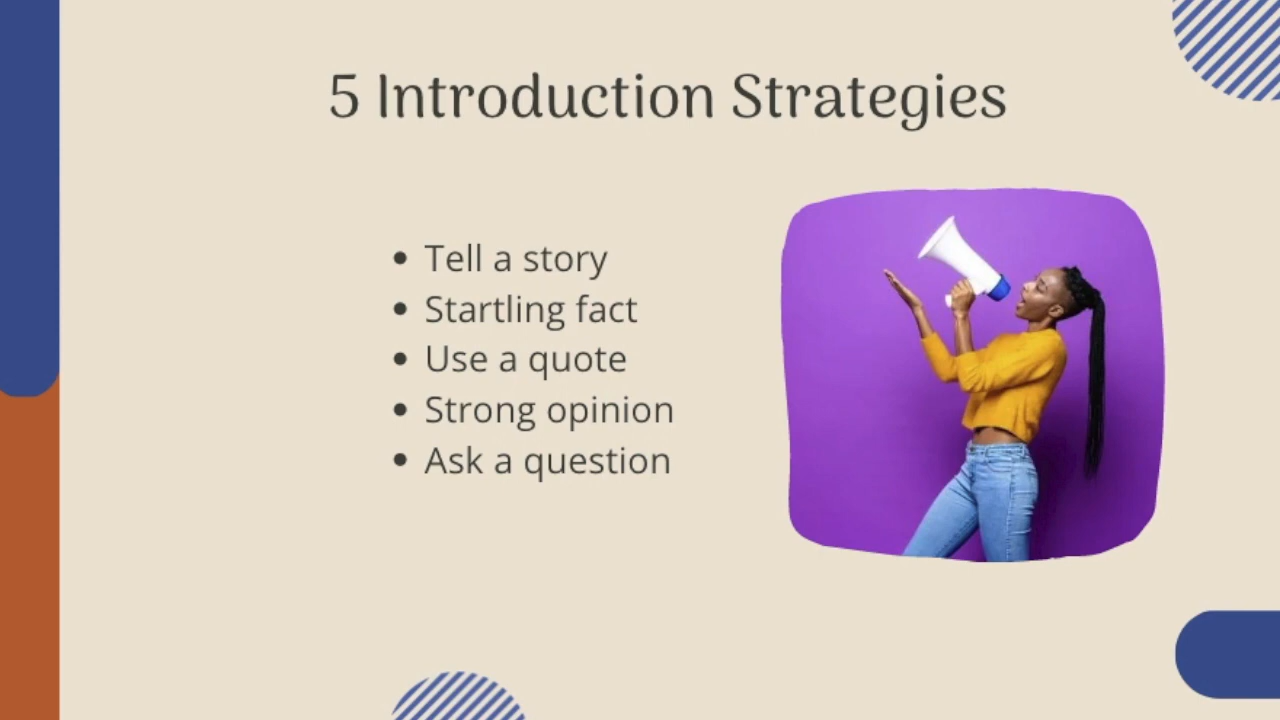 5 Introduction Strategies
• Tell a story
• Startling fact
• Use a quote
• Strong opinion
• Ask a question